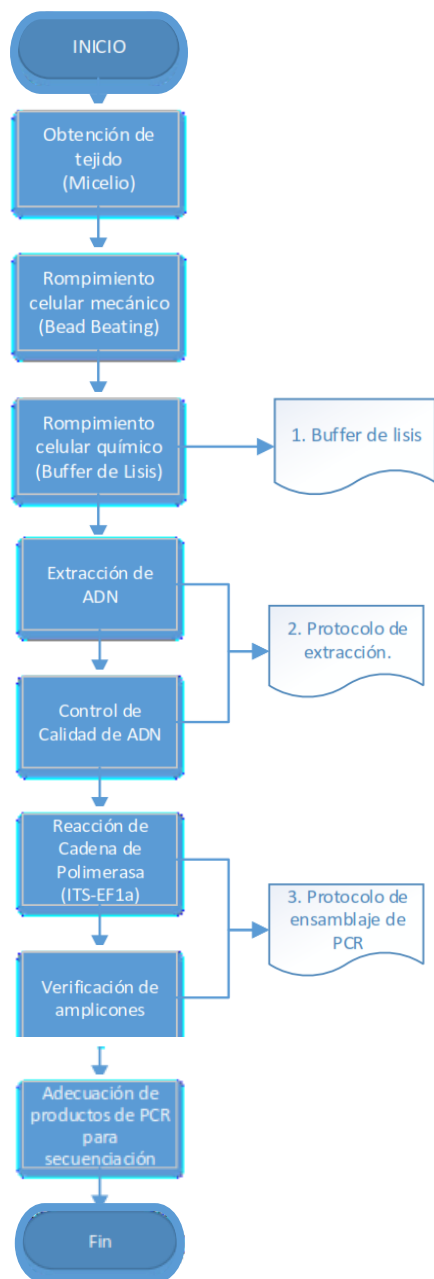 INICIO
Obtención de
tejido
(Micelio)
Rompimiento
celular mecánico
(Bead Beating)
Rompimiento
celular químico
(Buffer de Lisis)
1. Buffer de lisis
Extracción de
ADN
2. Protocolo de
extracción.
Control de
Calidad de ADN
Reacción de
Cadena de
Polimerasa
(ITS-EF1a)
3. Protocolo de
ensamblaje de
PCR
Verificación de
amplicones
Adecuación de
productos de PCR
para
secuenciación
Fin